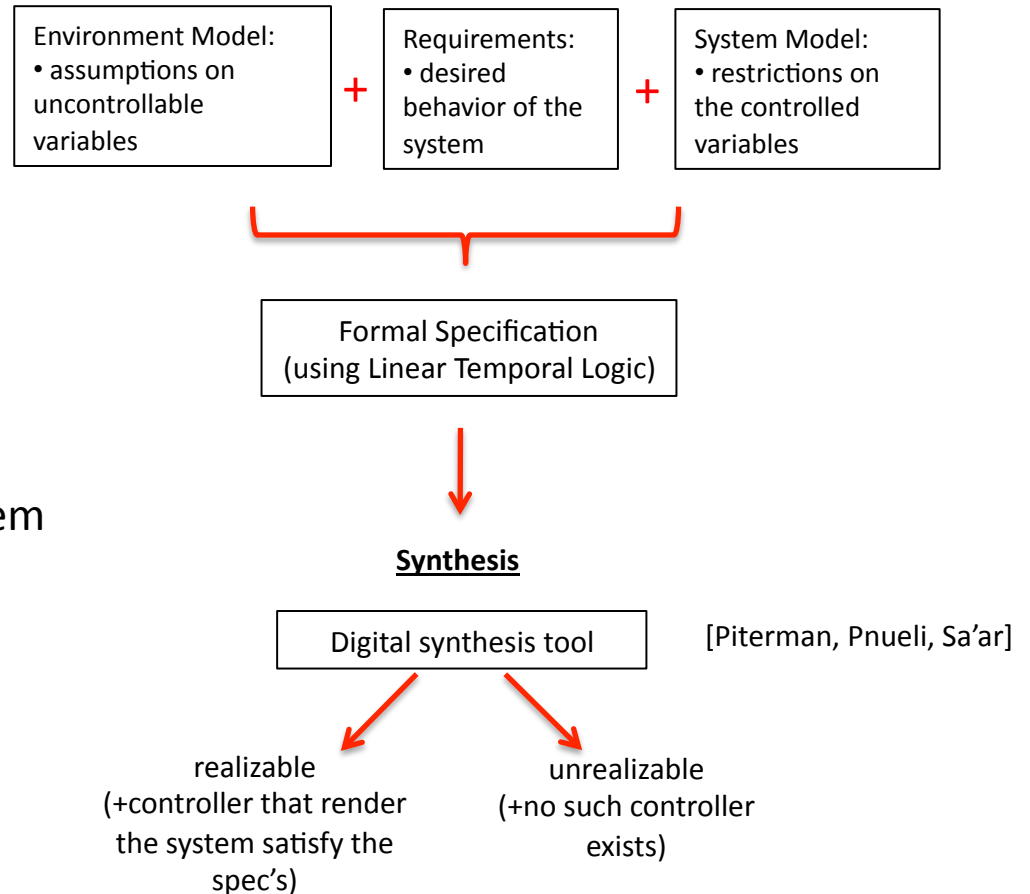 Environment Model:
• assumptions on
uncontrollable
variables
+
Requirements:
• desired
behavior of the
system
+
System Model:
• restrictions on
the controlled
variables
Formal Specification
(using Linear Temporal Logic)
em
Synthesis
Digital synthesis tool
[Piterman, Pnueli, Sa'ar]
realizable
(+controller that render
the system satisfy the
spec's)
unrealizable
(+no such controller
exists)